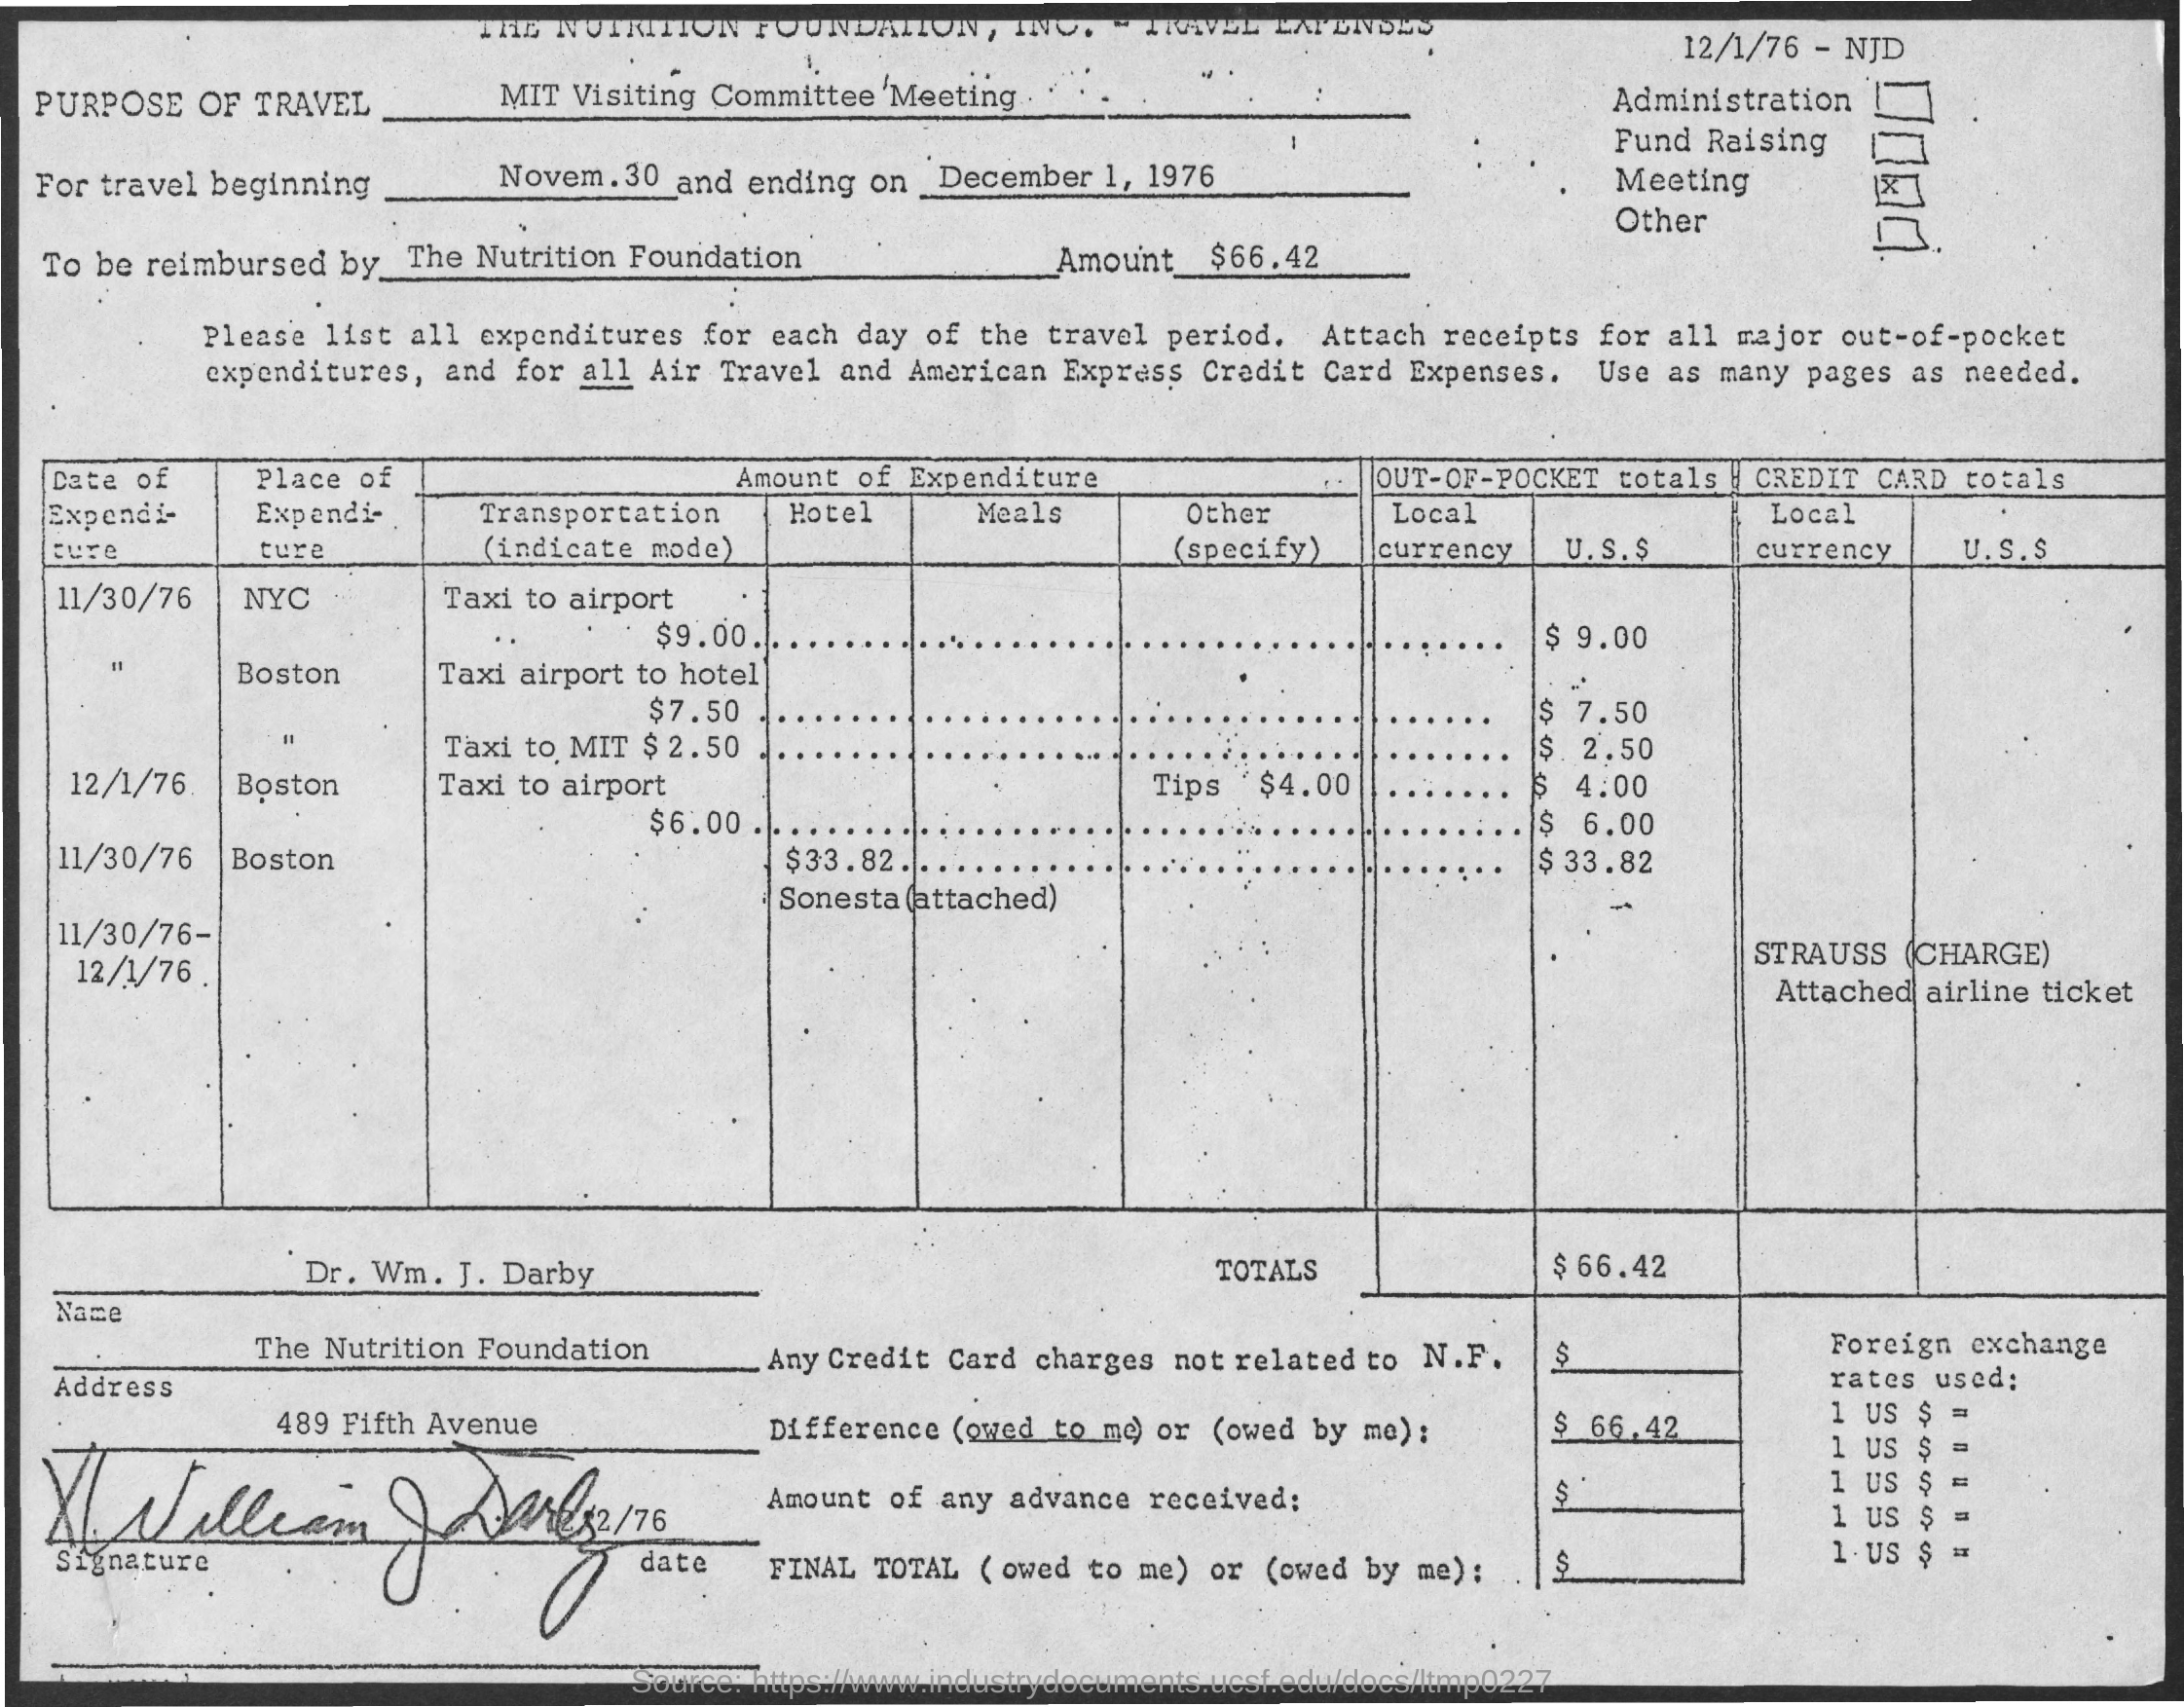 THE NUTRITION FOUNDATION, INC. - TRAVEL EXPENSES
12/1/76 - NJD
PURPOSE OF TRAVEL MIT Visiting Committee Meeting
Administration
Fund Raising
Meeting x
Other
For travel beginning Novem.30 and ending on December 1, 1976
To be reimbursed by The Nutrition Foundation Amount $66.42
Please list all expenditures for each day of the travel period. Attach receipts for all major out-of-pocket
expenditures, and for all Air Travel and American Express Credit Card Expenses. Use as many pages as needed.
Date of Expendi-ture Place of Expendi-ture Amount of Expenditure OUT-OF-POCKET totals CREDIT CARD totals
Transportation (indicate mode) Hotel Meals Other (specify) Local currency U.S.$ Local currency U.S.$
11/30/76 NYC Taxi to airport
$9.00 $ 9.00
" Boston Taxi airport to hotel
$7.50 $ 7.50
" Taxi to MIT $2.50 $ 2.50
12/1/76 Boston Taxi to airport Tips $4.00 $ 4.00
$6.00 $ 6.00
11/30/76 Boston $33.82 $33.82
Sonesta (attached)
11/30/76-
12/1/76
STRAUSS (CHARGE)
Attached airline ticket
Dr. Wm. J. Darby TOTALS $66.42
Name
The Nutrition Foundation Any Credit Card charges not related to N.F. $
Address
489 Fifth Avenue Difference (owed to me) or (owed by me): $ 66.42
X William J Darby 2/76 Amount of any advance received: $
Signature date FINAL TOTAL (owed to me) or (owed by me): $
Foreign exchange
rates used:
1 US $ =
1 US $ =
1 US $ =
1 US $ =
1 US $ =
Source: https://www.industrydocuments.ucsf.edu/docs/ltmp0227